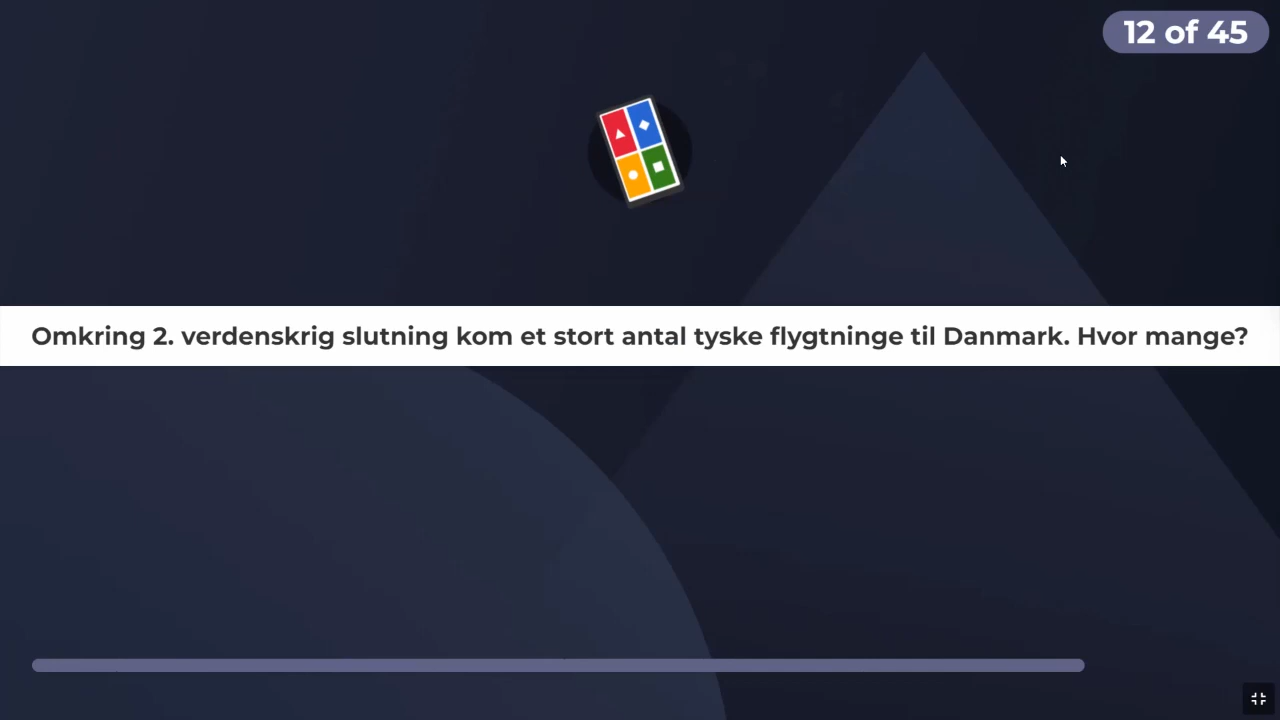 12 of 45
Omkring 2. verdenskrig slutning kom et stort antal tyske flygtninge til Danmark. Hvor mange?